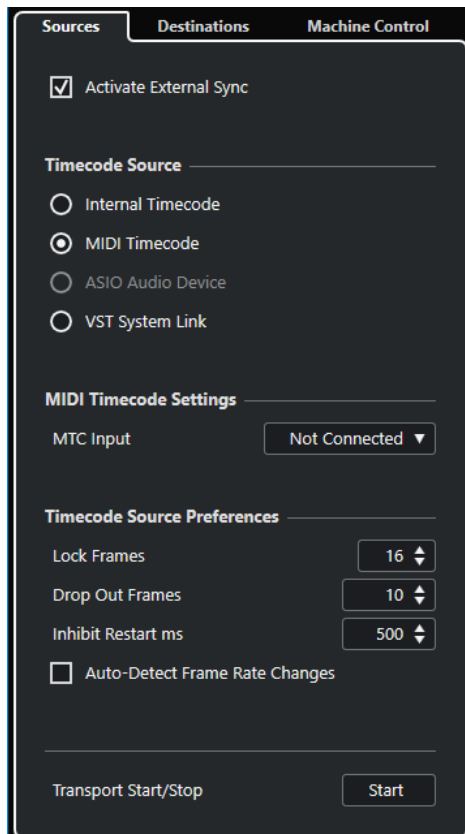 Sources Destinations Machine Control
Activate External Sync
Timecode Source
Internal Timecode
MIDI Timecode
ASIO Audio Device
VST System Link
MIDI Timecode Settings
MTC Input Not Connected
Timecode Source Preferences
Lock Frames 16
Drop Out Frames 10
Inhibit Restart ms 500
Auto-Detect Frame Rate Changes
Transport Start/Stop Start